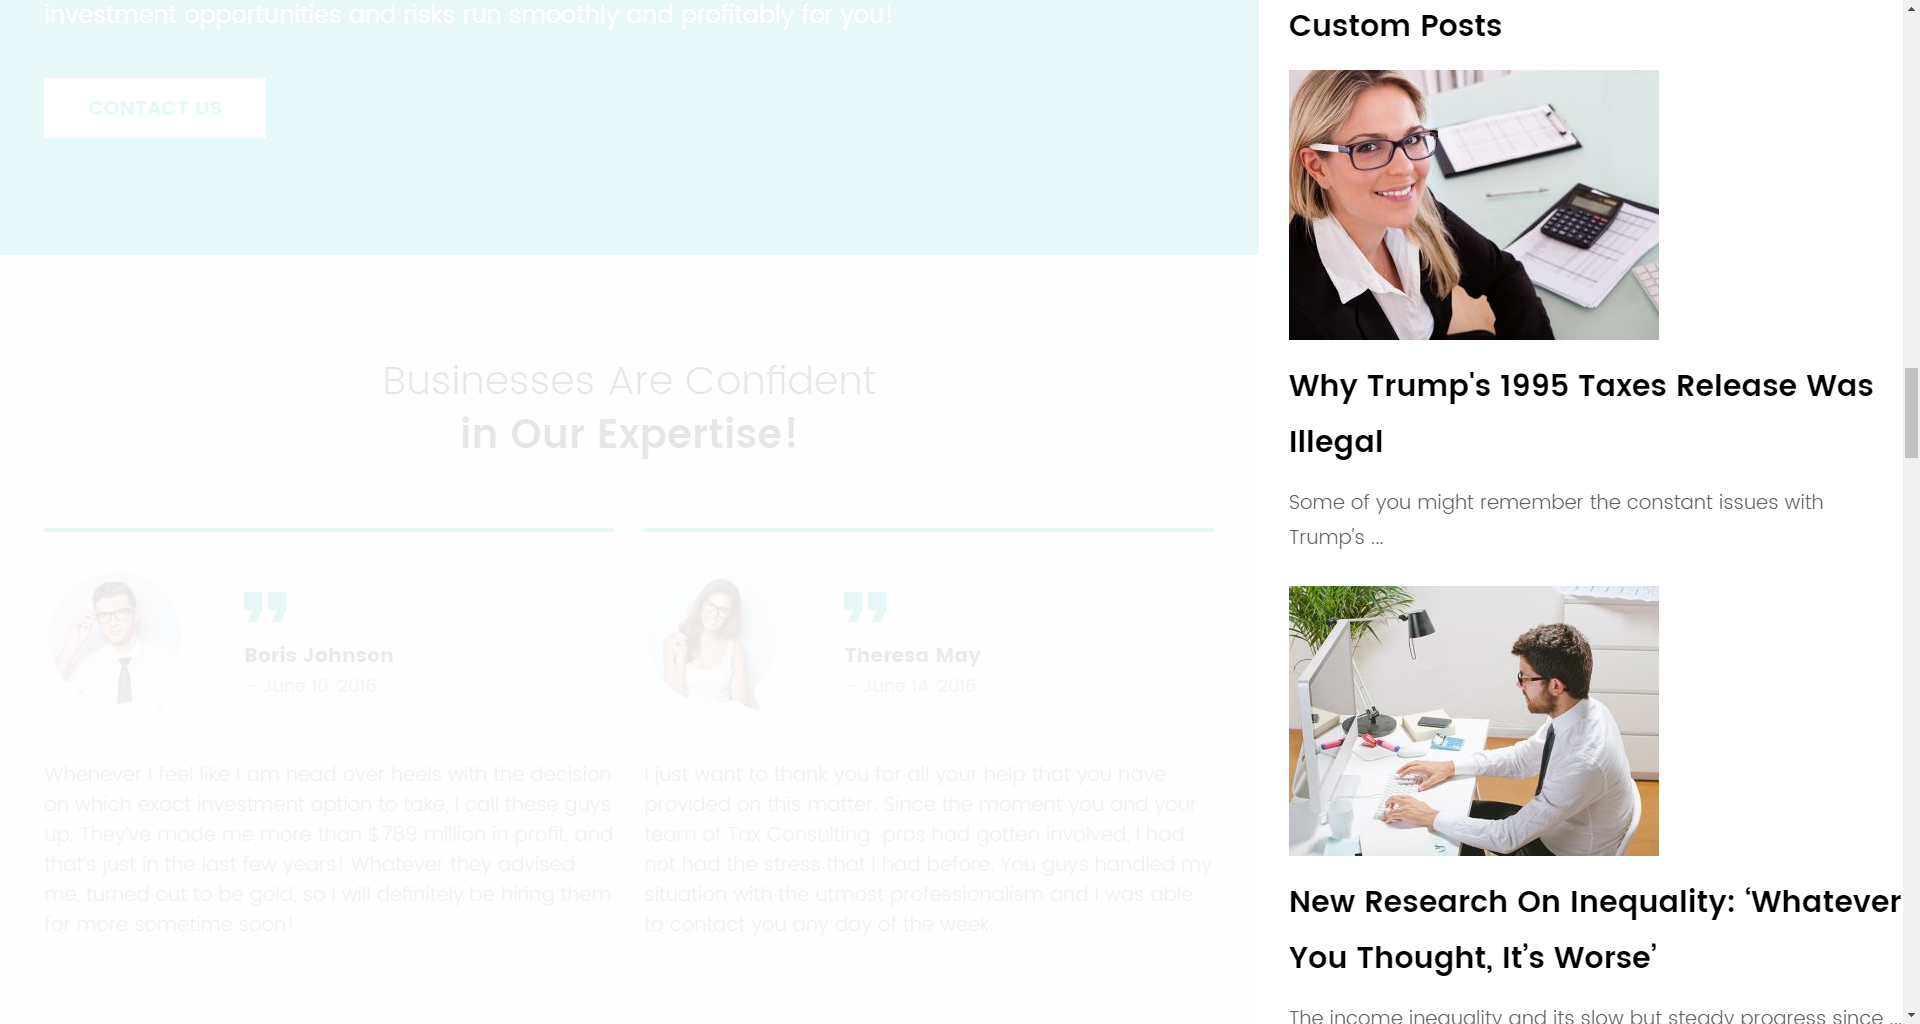 investment opportunities and risks run smoothly and profitably for you!
CONTACT US
Businesses Are Confident
in Our Expertise!
Boris Johnson
– June 10, 2016
Whenever I feel like I am head over heels with the decision
on which exact investment option to take, I call these guys
up. They’ve made me more than $789 million in profit, and
that’s just in the last few years! Whatever they advised
me, turned out to be gold, so I will definitely be hiring them
for more sometime soon!
Theresa May
– June 14, 2016
I just want to thank you for all your help that you have
provided on this matter. Since the moment you and your
team of Tax Consulting  pros had gotten involved, I had
not had the stress that I had before. You guys handled my
situation with the utmost professionalism and I was able
to contact you any day of the week.
Custom Posts
Why Trump's 1995 Taxes Release Was
Illegal
Some of you might remember the constant issues with
Trump's ...
New Research On Inequality: ‘Whatever
You Thought, It’s Worse’
The income inequality and its slow but steady progress since ...